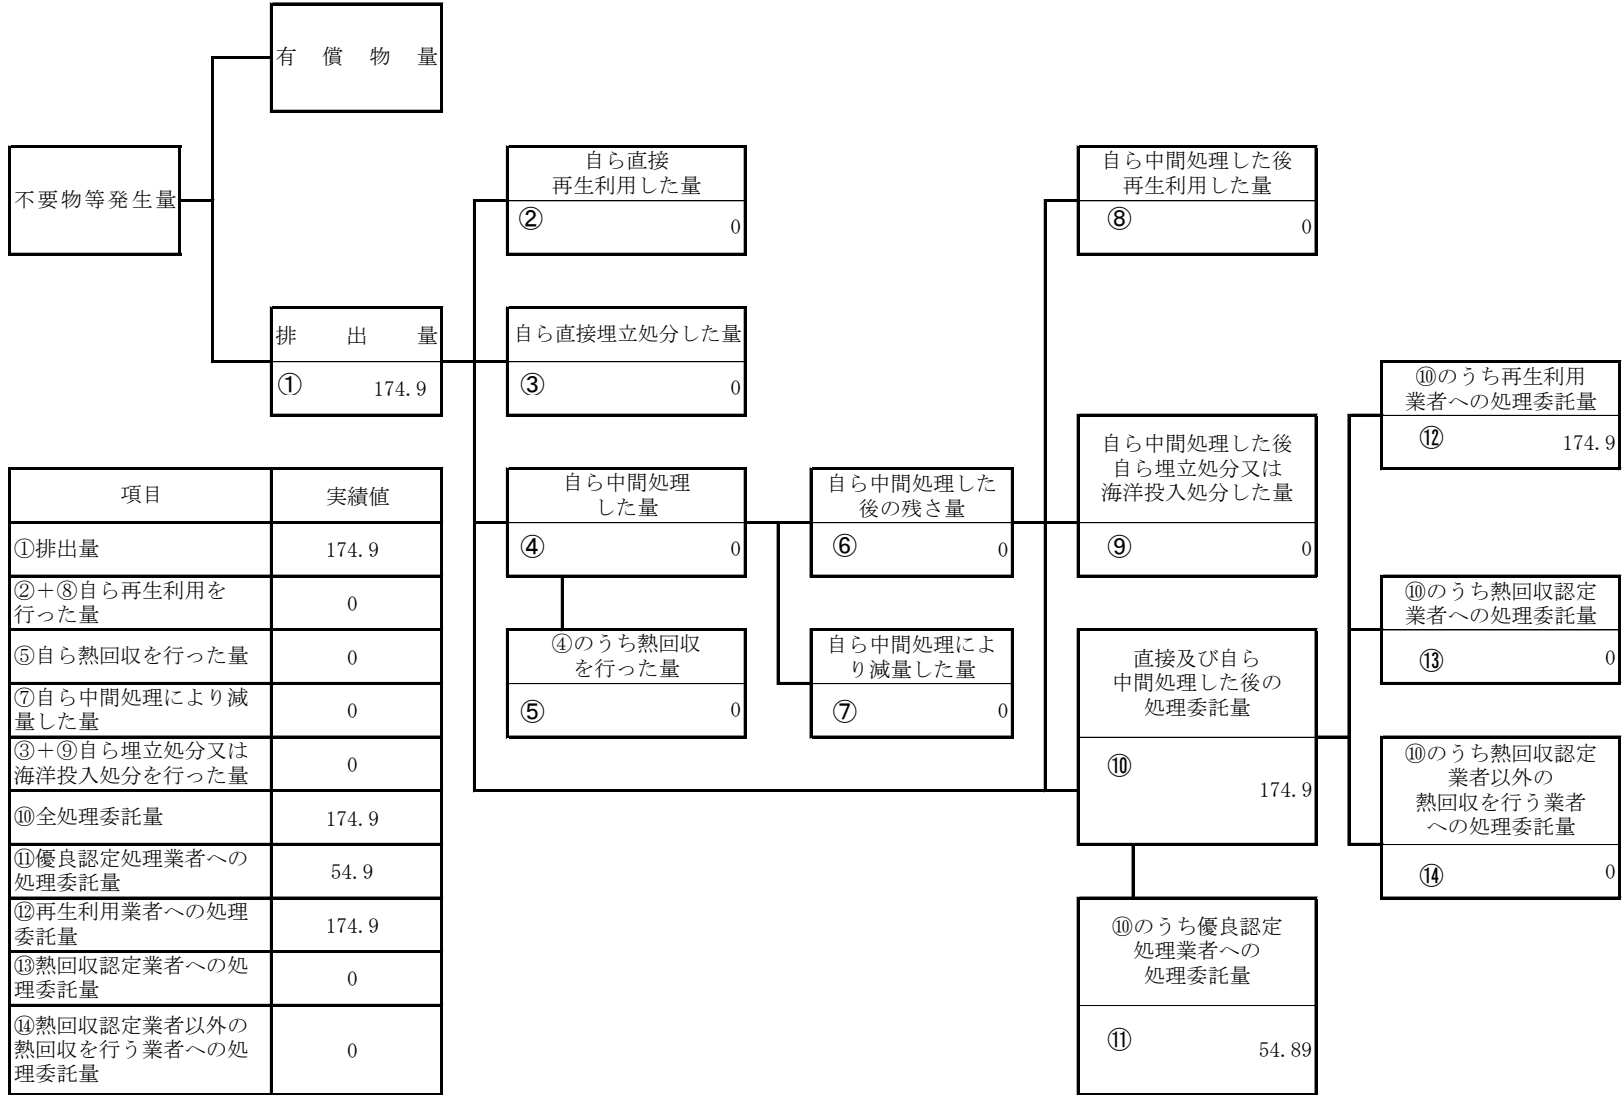 有償物量
不要物等発生量
排出量
① 174.9
自ら直接
再生利用した量
② 0
自ら直接埋立処分した量
③ 0
自ら中間処理
した量
④ 0
④のうち熱回収
を行った量
⑤ 0
自ら中間処理した
後の残さ量
⑥ 0
自ら中間処理によ
り減量した量
⑦ 0
自ら中間処理した後
再生利用した量
⑧ 0
自ら中間処理した後
自ら埋立処分又は
海洋投入処分した量
⑨ 0
直接及び自ら
中間処理した後の
処理委託量
⑩
174.9
⑩のうち優良認定
処理業者への
処理委託量
⑪
54.89
⑩のうち再生利用
業者への処理委託量
⑫ 174.9
⑩のうち熱回収認定
業者への処理委託量
⑬ 0
⑩のうち熱回収認定
業者以外の
熱回収を行う業者
への処理委託量
⑭ 0
項目 実績値
①排出量 174.9
②+⑧自ら再生利用を
行った量
0
⑤自ら熱回収を行った量 0
⑦自ら中間処理により減
量した量
0
③+⑨自ら埋立処分又は
海洋投入処分を行った量
0
⑩全処理委託量 174.9
⑪優良認定処理業者への
処理委託量
54.9
⑫再生利用業者への処理
委託量
174.9
⑬熱回収認定業者への処
理委託量
0
⑭熱回収認定業者以外の
熱回収を行う業者への処
理委託量
0